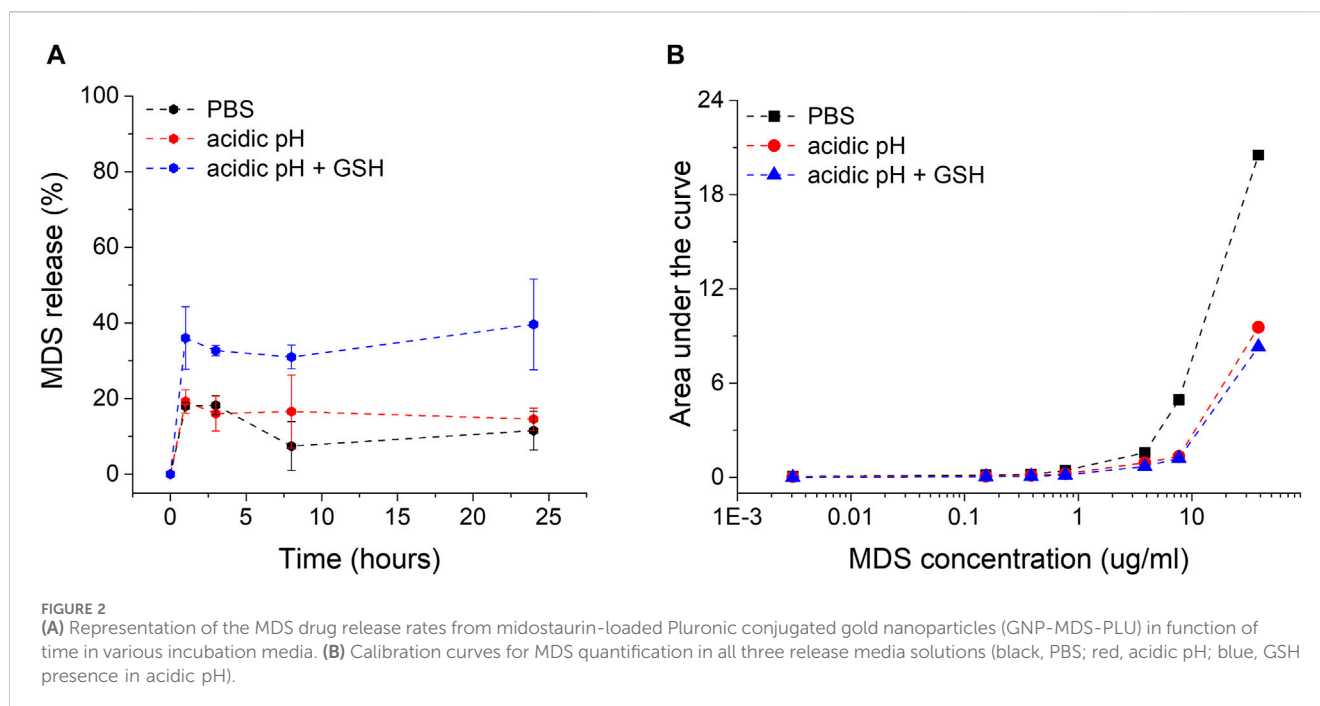 A
B
MDS release (%)
100
80
60
40
20
0
PBS
acidic pH
acidic pH + GSH
0
5
10
15
20
25
Time (hours)
Area under the curve
24
18
12
6
0
PBS
acidic pH
acidic pH + GSH
1E-3
0.01
0.1
1
10
MDS concentration (ug/ml)
FIGURE 2
(A) Representation of the MDS drug release rates from midostaurin-loaded Pluronic conjugated gold nanoparticles (GNP-MDS-PLU) in function of
time in various incubation media. (B) Calibration curves for MDS quantification in all three release media solutions (black, PBS; red, acidic pH; blue, GSH
presence in acidic pH).